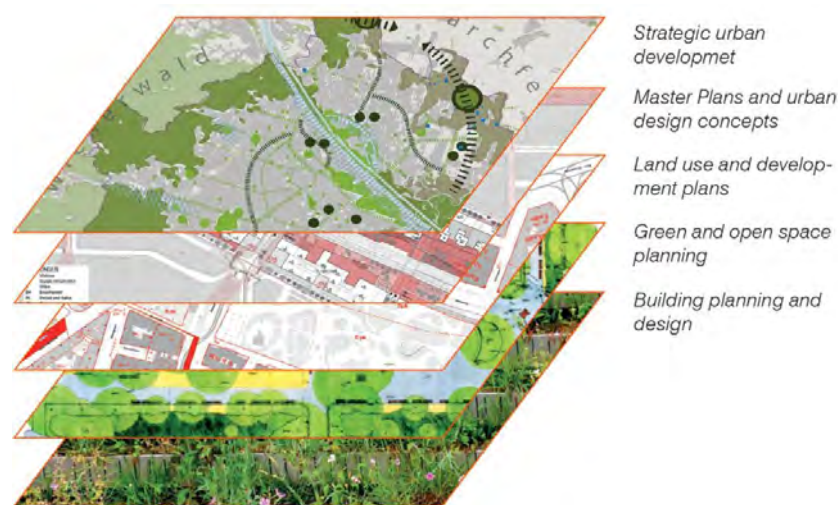 Strategic urban
developmet
Master Plans and urban
design concepts
Land use and develop-
ment plans
Green and open space
planning
Building planning and
design
archfe